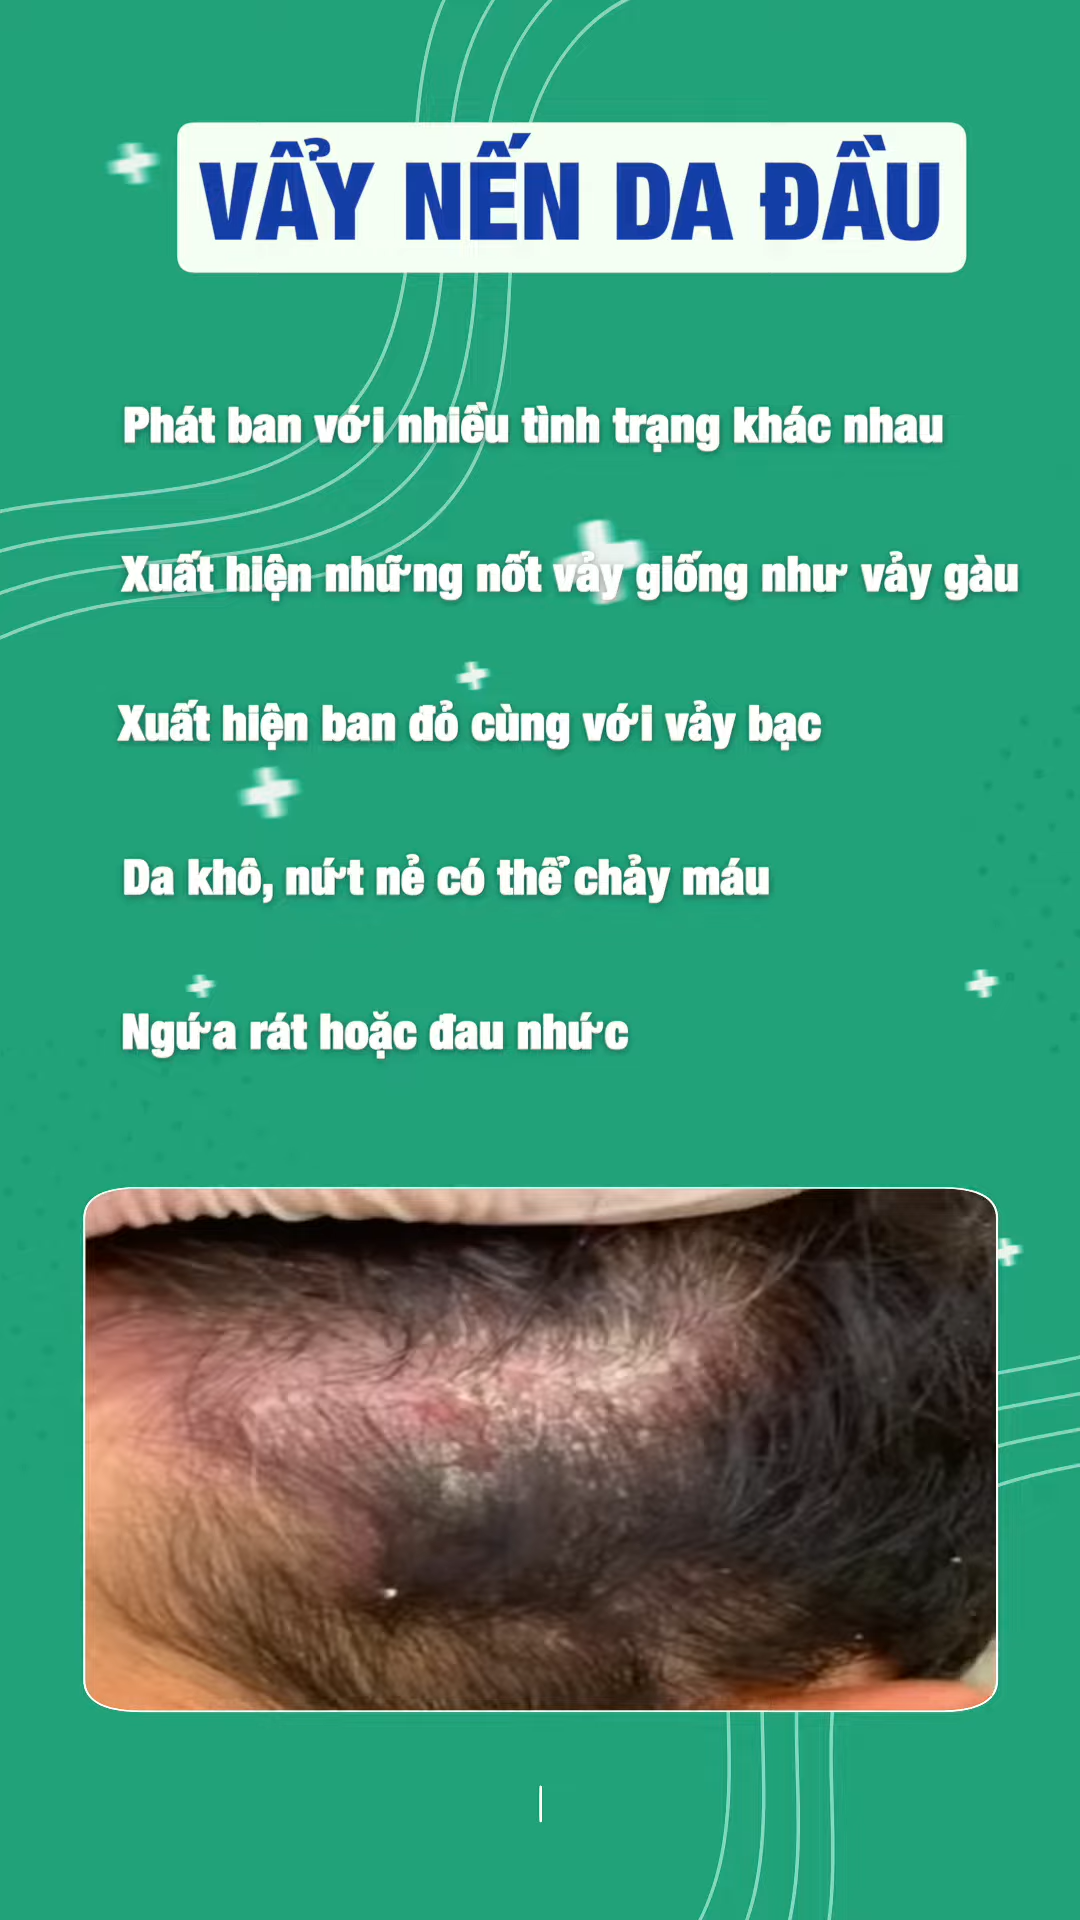 VẨY NẾN DA ĐẦU
Phát ban với nhiều tình trạng khác nhau
Xuất hiện những nốt vảy giống như vảy gàu
Xuất hiện ban đỏ cùng với vảy bạc
Da khô, nứt nẻ có thể chảy máu
Ngứa rát hoặc đau nhức